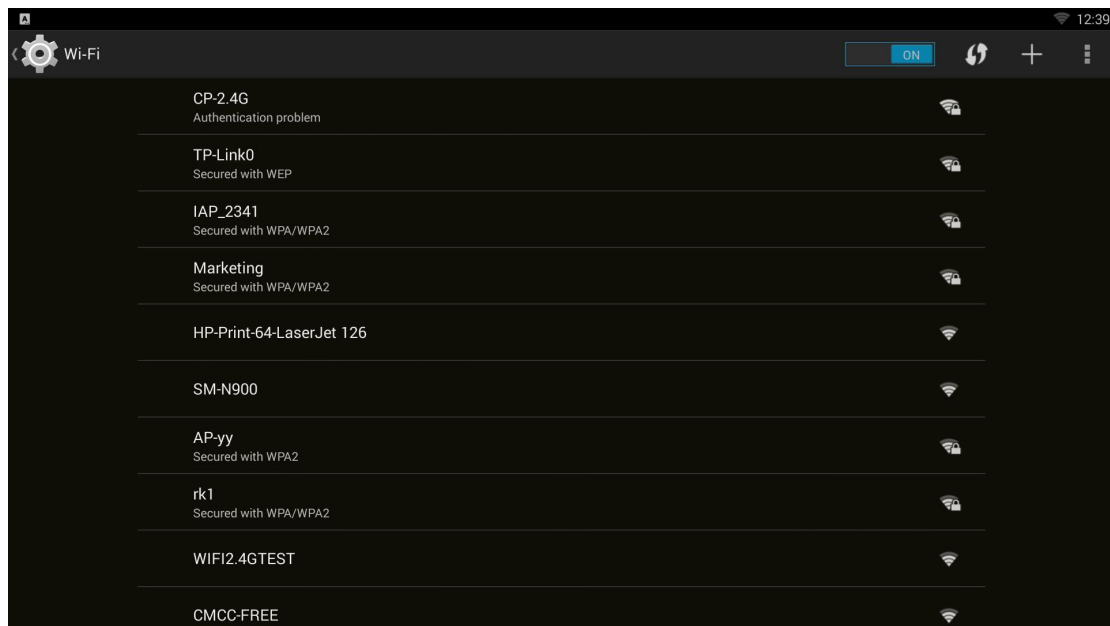 A
12:39
Wi-Fi
ON
CP-2.4G
Authentication problem
TP-Link0
Secured with WEP
IAP_2341
Secured with WPA/WPA2
Marketing
Secured with WPA/WPA2
HP-Print-64-LaserJet 126
SM-N900
AP-yy
Secured with WPA2
rk1
Secured with WPA/WPA2
WIFI2.4GTEST
CMCC-FREE